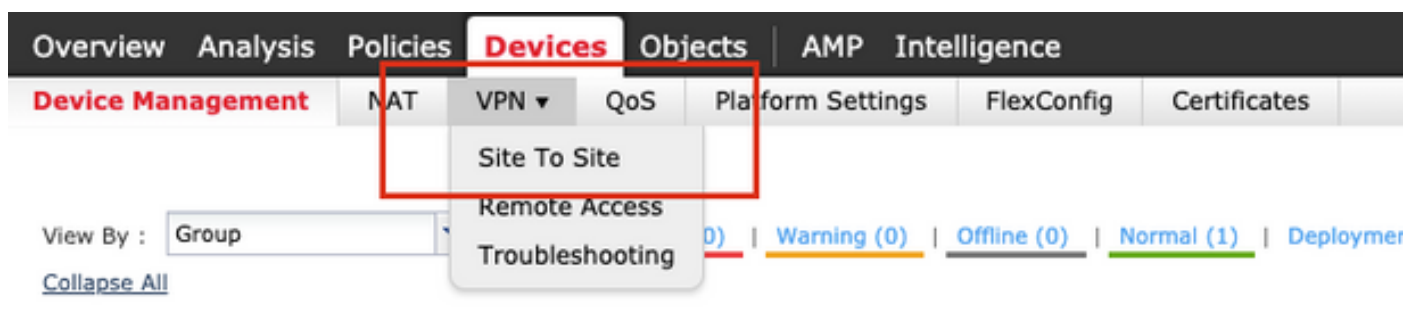 Overview Analysis Policies Devices Objects AMP Intelligence
Device Management NAT VPN ▾ QoS Platform Settings FlexConfig Certificates
Site To Site
Remote Access
Troubleshooting
View By : Group 0) | Warning (0) | Offline (0) | Normal (1) | Deploymen
Collapse All